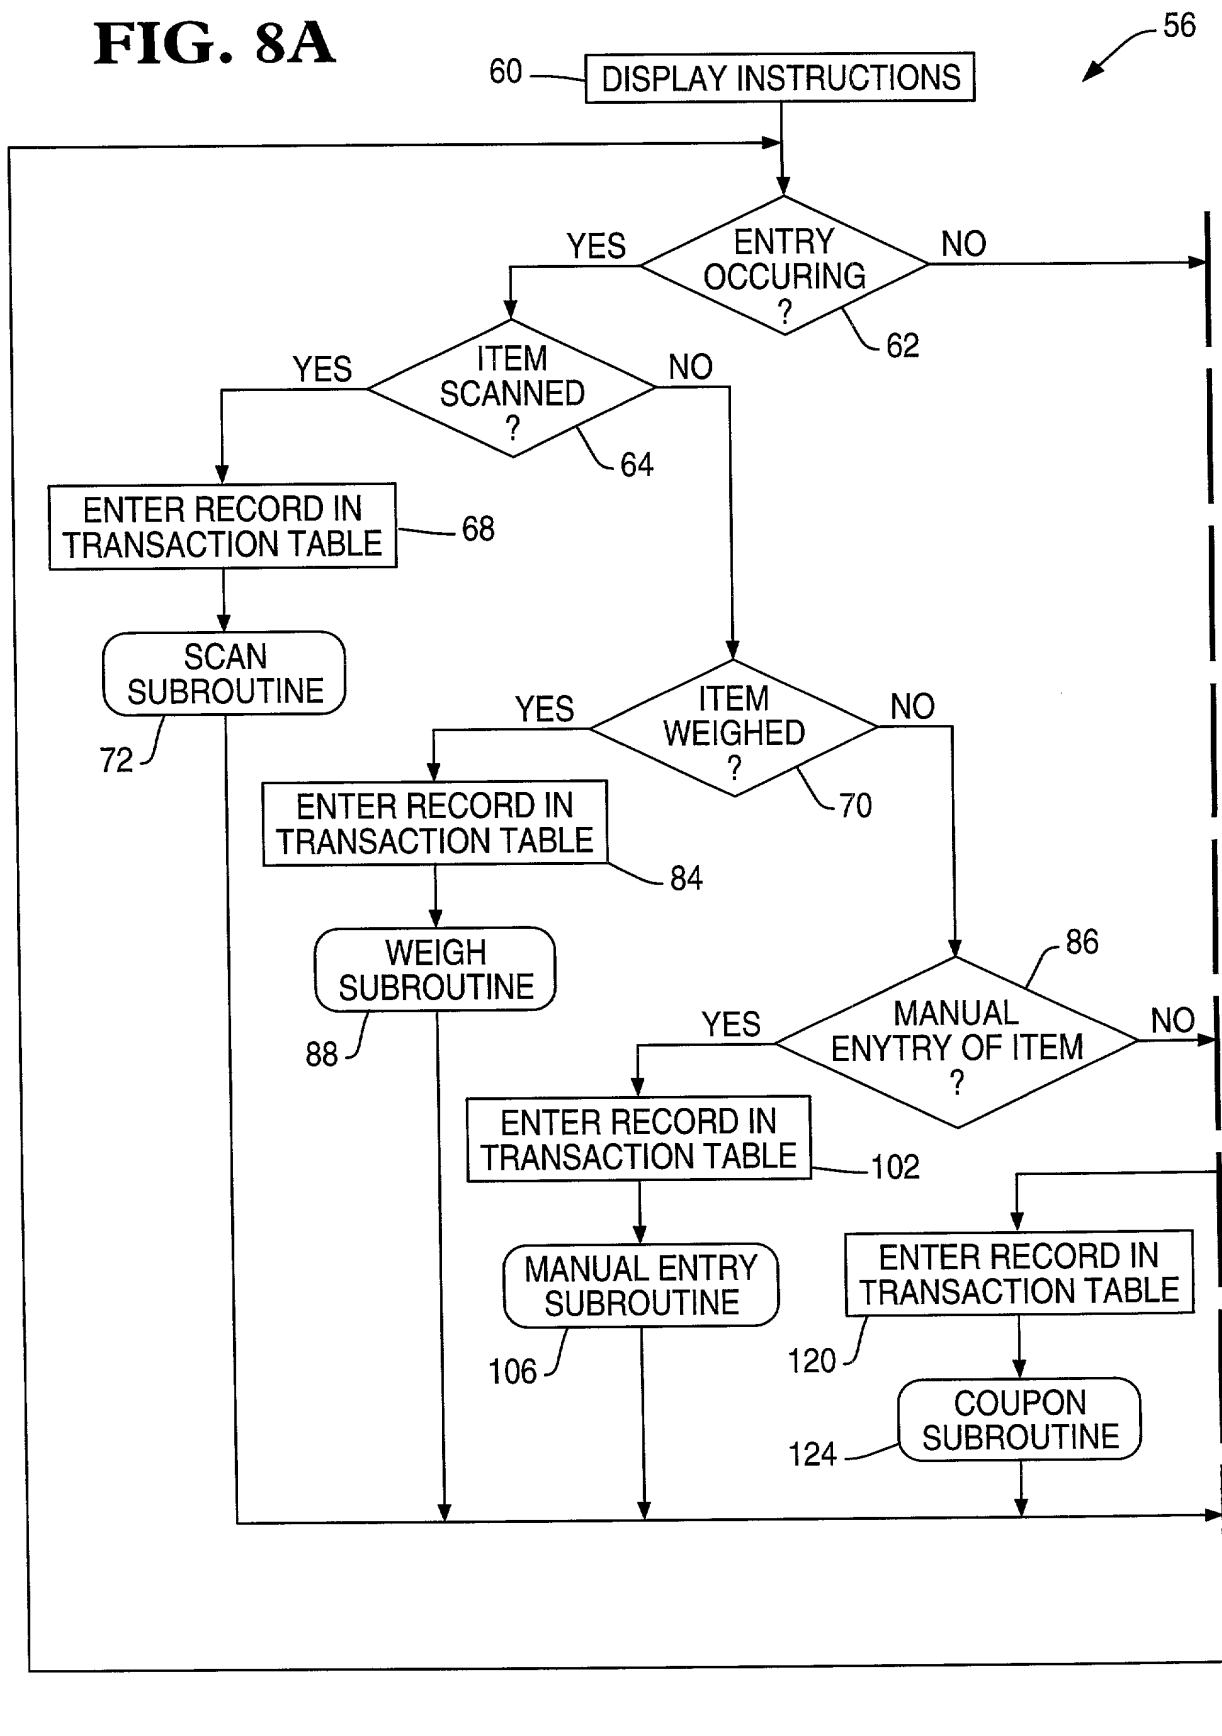 FIG. 8A
56
60
DISPLAY INSTRUCTIONS
YES
ENTRY
OCCURING
?
NO
62
YES
ITEM
SCANNED
?
NO
64
ENTER RECORD IN
TRANSACTION TABLE
68
SCAN
SUBROUTINE
72
YES
ITEM
WEIGHED
?
NO
70
ENTER RECORD IN
TRANSACTION TABLE
84
WEIGH
SUBROUTINE
88
86
YES
MANUAL
ENYTRY OF ITEM
?
NO
ENTER RECORD IN
TRANSACTION TABLE
102
MANUAL ENTRY
SUBROUTINE
106
ENTER RECORD IN
TRANSACTION TABLE
120
COUPON
SUBROUTINE
124